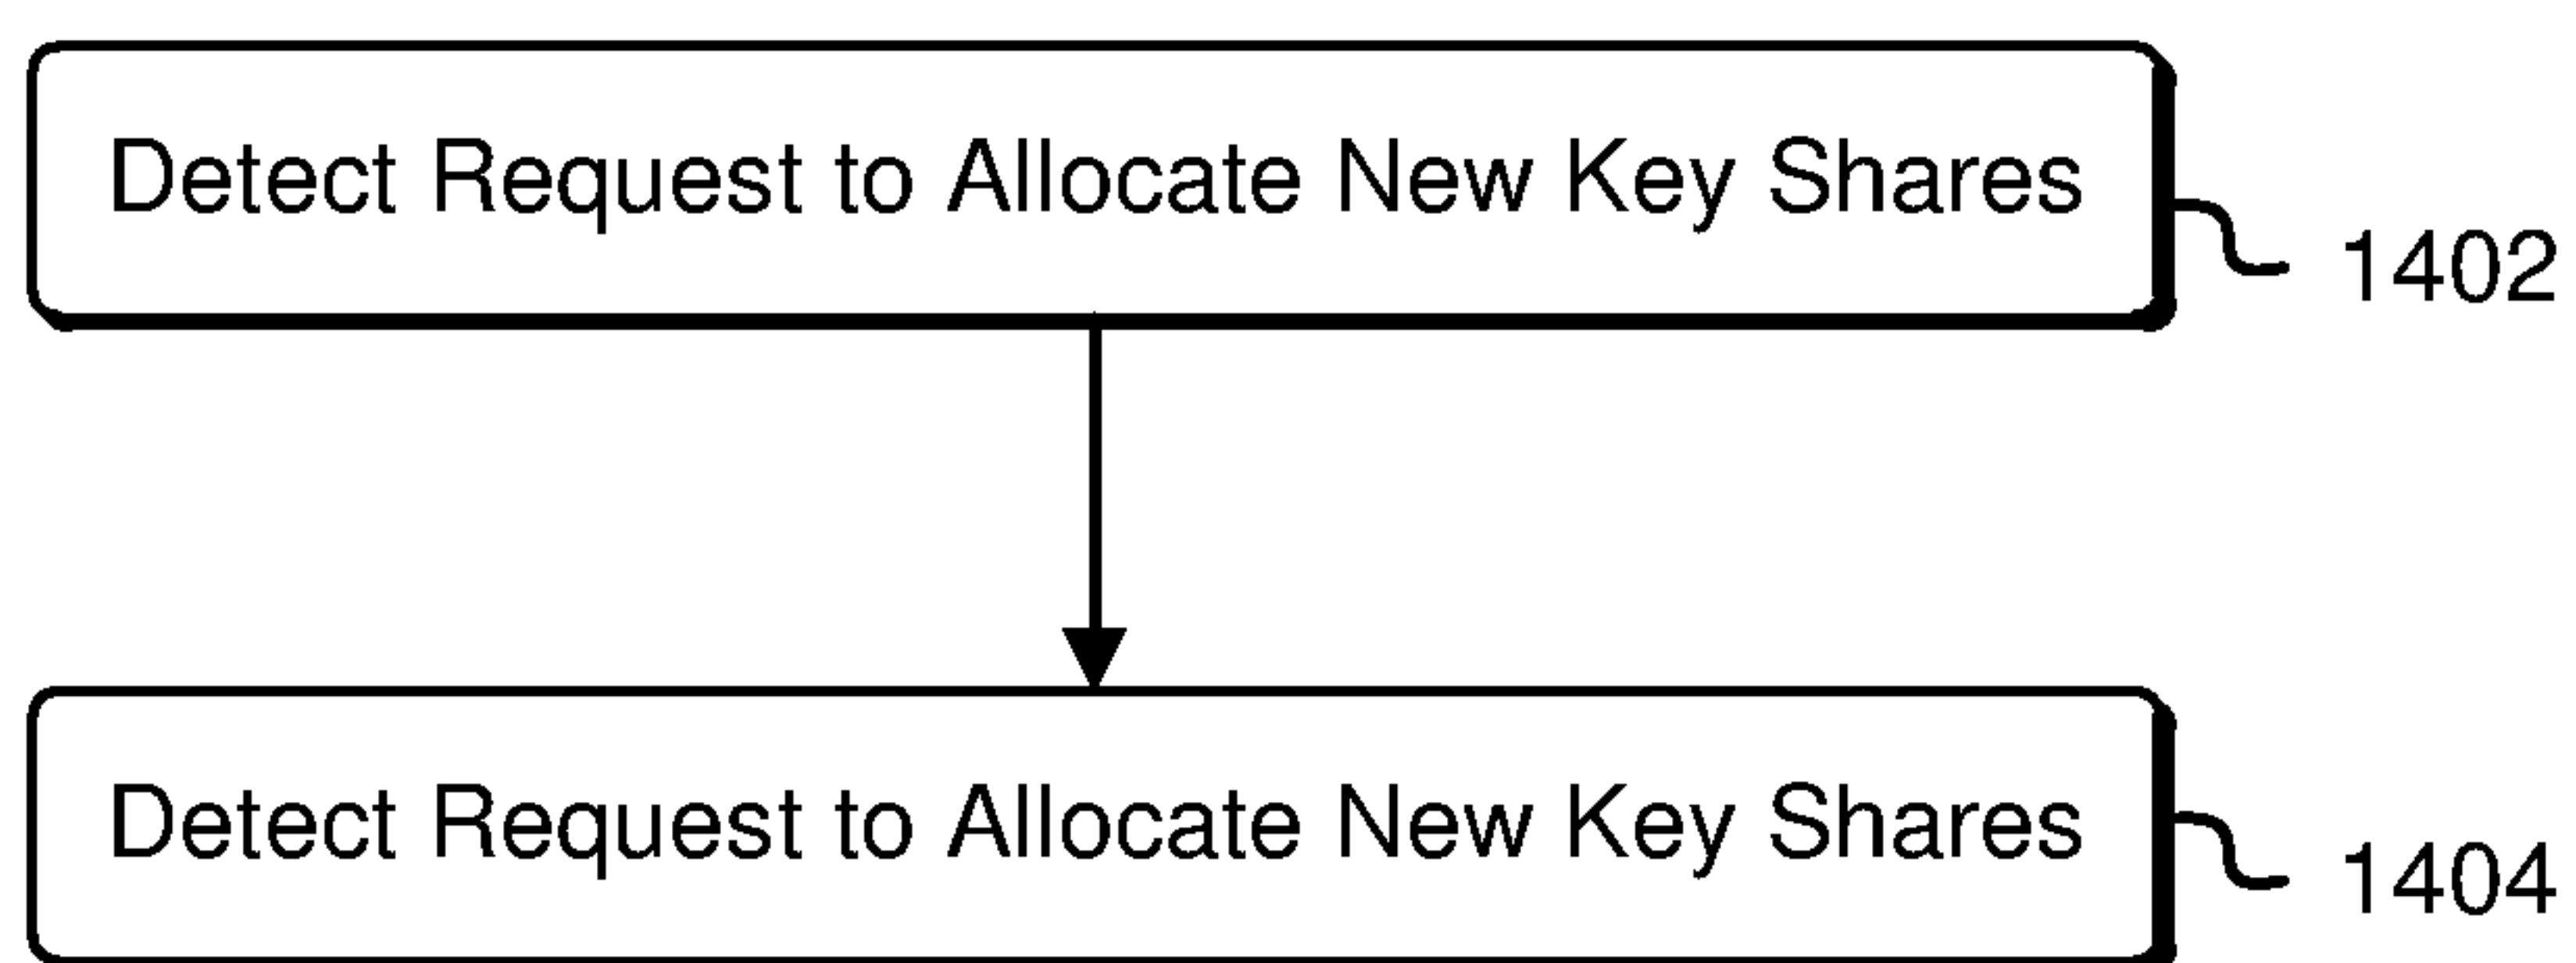 Detect Request to Allocate New Key Shares
1402
Detect Request to Allocate New Key Shares
1404